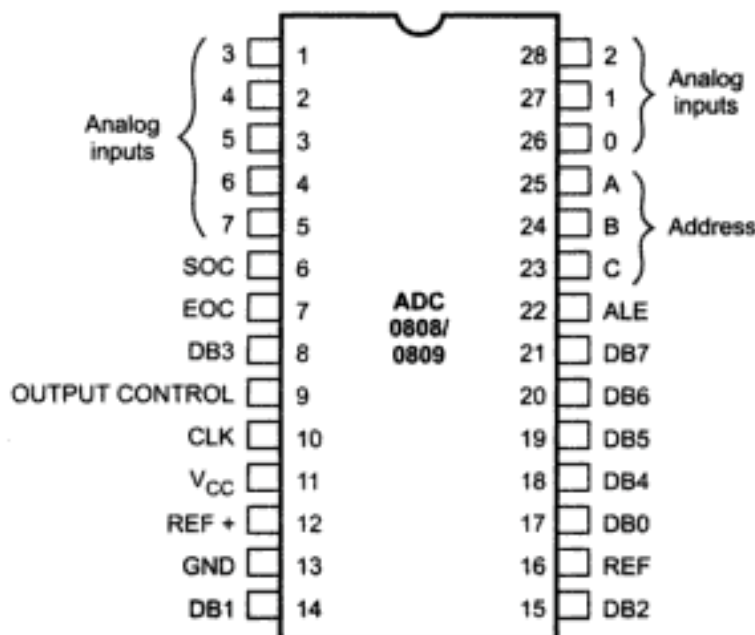 3 1 28 2
4 2 27 1
Analog inputs
5 3 26 0
Analog inputs
6 4 25 A
7 5 24 B
Address
SOC 6 23 C
EOC 7 22 ALE
ADC
0808/
0809
DB3 8 21 DB7
OUTPUT CONTROL 9 20 DB6
CLK 10 19 DB5
VCC 11 18 DB4
REF + 12 17 DB0
GND 13 16 REF
DB1 14 15 DB2